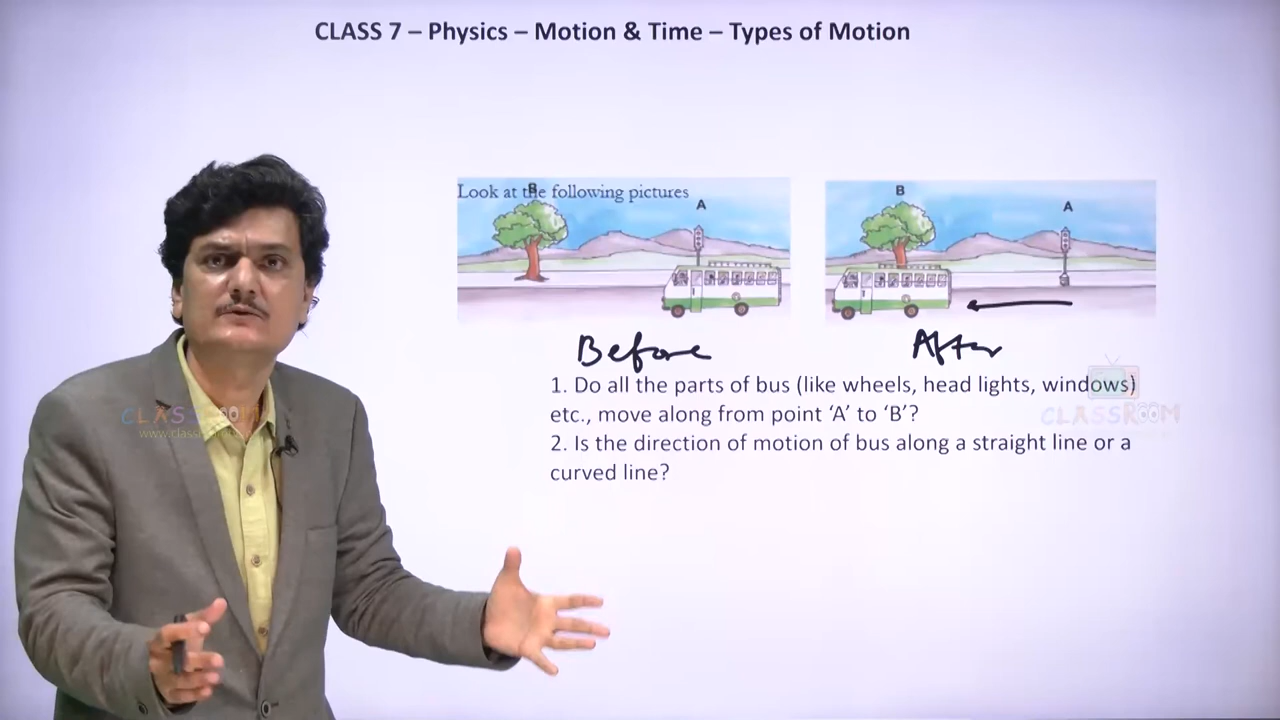 CLASS 7 – Physics – Motion & Time – Types of Motion
Look at the following pictures
B
A
B
A
Before
After
1. Do all the parts of bus (like wheels, head lights, windows)
etc., move along from point ‘A’ to ‘B’?
2. Is the direction of motion of bus along a straight line or a
curved line?
CLASSROOM
CLASSROOM